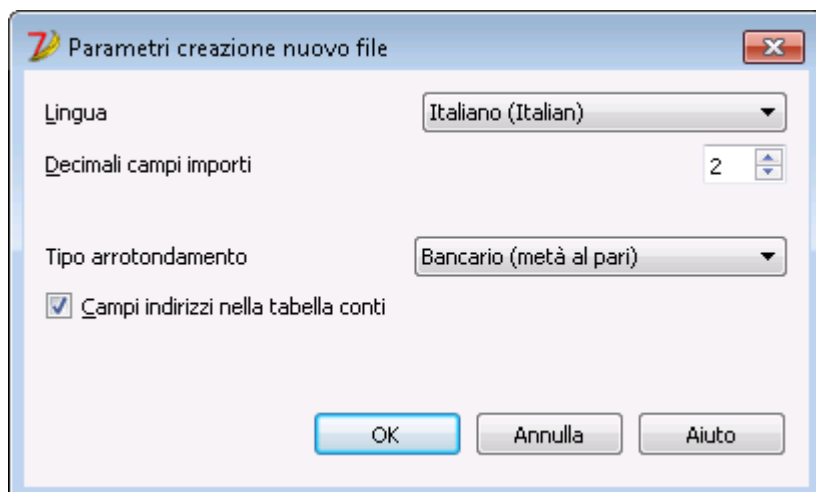 Parametri creazione nuovo file
Lingua Italiano (Italian)
Decimali campi importi 2
Tipo arrotondamento Bancario (metà al pari)
Campi indirizzi nella tabella conti
OK Annulla Aiuto